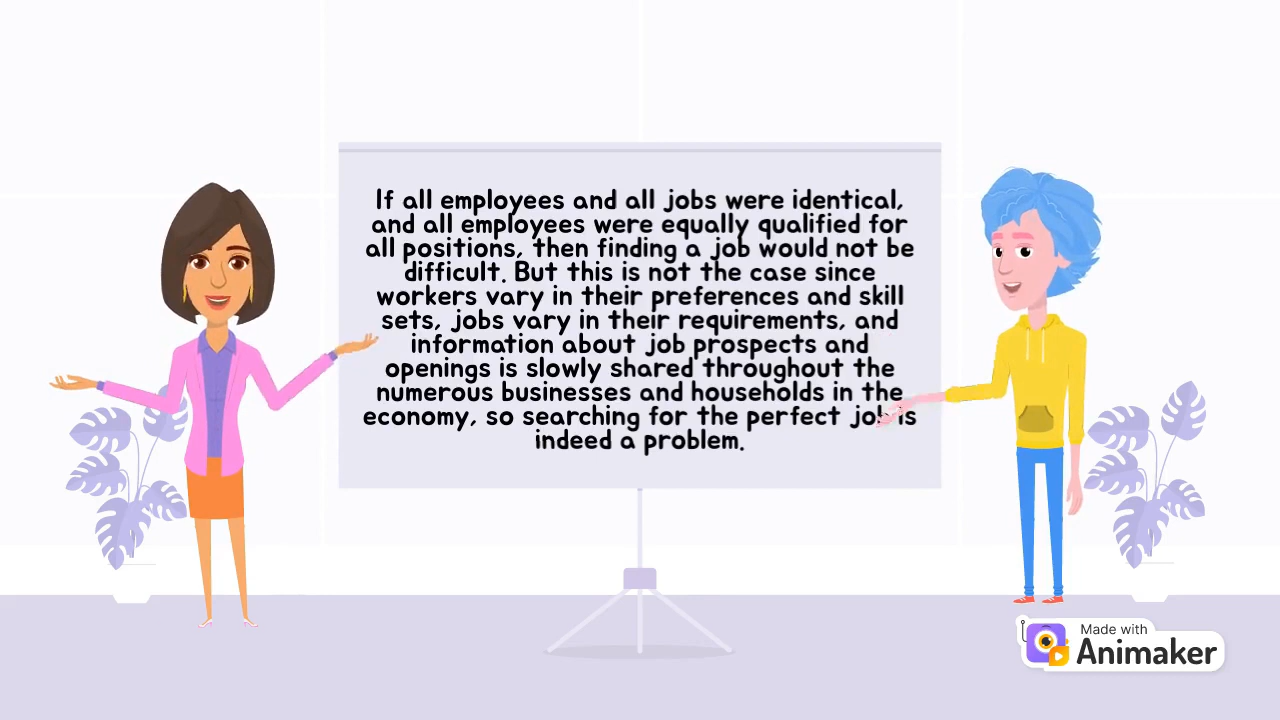 If all employees and all jobs were identical,
and all employees were equally qualified for
all positions, then finding a job would not be
difficult. But this is not the case since
workers vary in their preferences and skill
sets, jobs vary in their requirements, and
information about job prospects and
openings is slowly shared throughout the
numerous businesses and households in the
economy, so searching for the perfect job is
indeed a problem.
Made with
Animaker